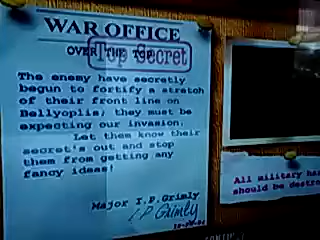 WAR OFFICE
OVER THE TOP
Top Secret
The enemy have secretly
begun to fortify a stretch
of their front line on
Bellyoplis; they must be
expecting our invasion.
Let them know their
secret's out and stop
them from getting any
fancy ideas!
Major I.P.Grimly
I.P Grimly
All military
should be destro